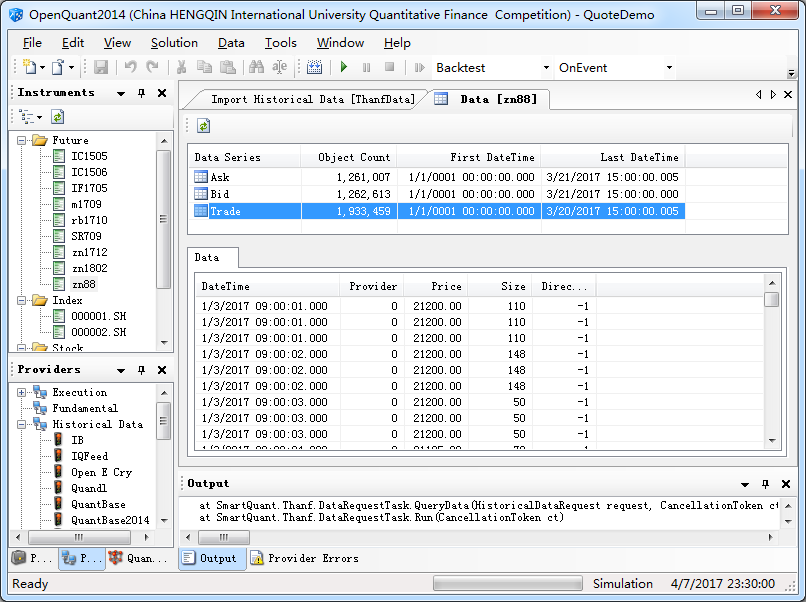 OpenQuant2014 (China HENGQIN International University Quantitative Finance  Competition) - QuoteDemo
File Edit View Solution Data Tools Window Help
Backtest OnEvent
Instruments
Future
IC1505
IC1506
IF1705
m1709
rb1710
SR709
zn1712
zn1802
zn88
Index
000001.SH
000002.SH
Stock
Providers
Execution
Fundamental
Historical Data
IB
IQFeed
Open E Cry
Quandl
QuantBase
QuantBase2014
P... P... Quan...
Import Historical Data [ThanfData] Data [zn88]
Data Series Object Count First DateTime Last DateTime
Ask 1,261,007 1/1/0001 00:00:00.000 3/21/2017 15:00:00.005
Bid 1,262,613 1/1/0001 00:00:00.000 3/21/2017 15:00:00.000
Trade 1,933,459 1/1/0001 00:00:00.000 3/20/2017 15:00:00.005
Data
DateTime Provider Price Size Direc...
1/3/2017 09:00:01.000 0 21200.00 110 -1
1/3/2017 09:00:01.000 0 21200.00 110 -1
1/3/2017 09:00:01.000 0 21200.00 110 -1
1/3/2017 09:00:02.000 0 21200.00 148 -1
1/3/2017 09:00:02.000 0 21200.00 148 -1
1/3/2017 09:00:02.000 0 21200.00 148 -1
1/3/2017 09:00:03.000 0 21200.00 50 -1
1/3/2017 09:00:03.000 0 21200.00 50 -1
1/3/2017 09:00:03.000 0 21200.00 50 -1
Output
at SmartQuant.Thanf.DataRequestTask.QueryData(HistoricalDataRequest request, CancellationToken ct
at SmartQuant.Thanf.DataRequestTask.Run(CancellationToken ct)
Output Provider Errors
Ready Simulation 4/7/2017 23:30:00